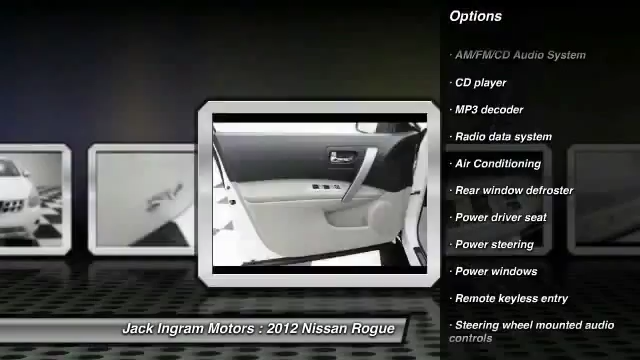 Options
· AM/FM/CD Audio System
· CD player
· MP3 decoder
· Radio data system
· Air Conditioning
· Rear window defroster
· Power driver seat
· Power steering
· Power windows
· Remote keyless entry
· Steering wheel mounted audio
controls
Jack Ingram Motors : 2012 Nissan Rogue